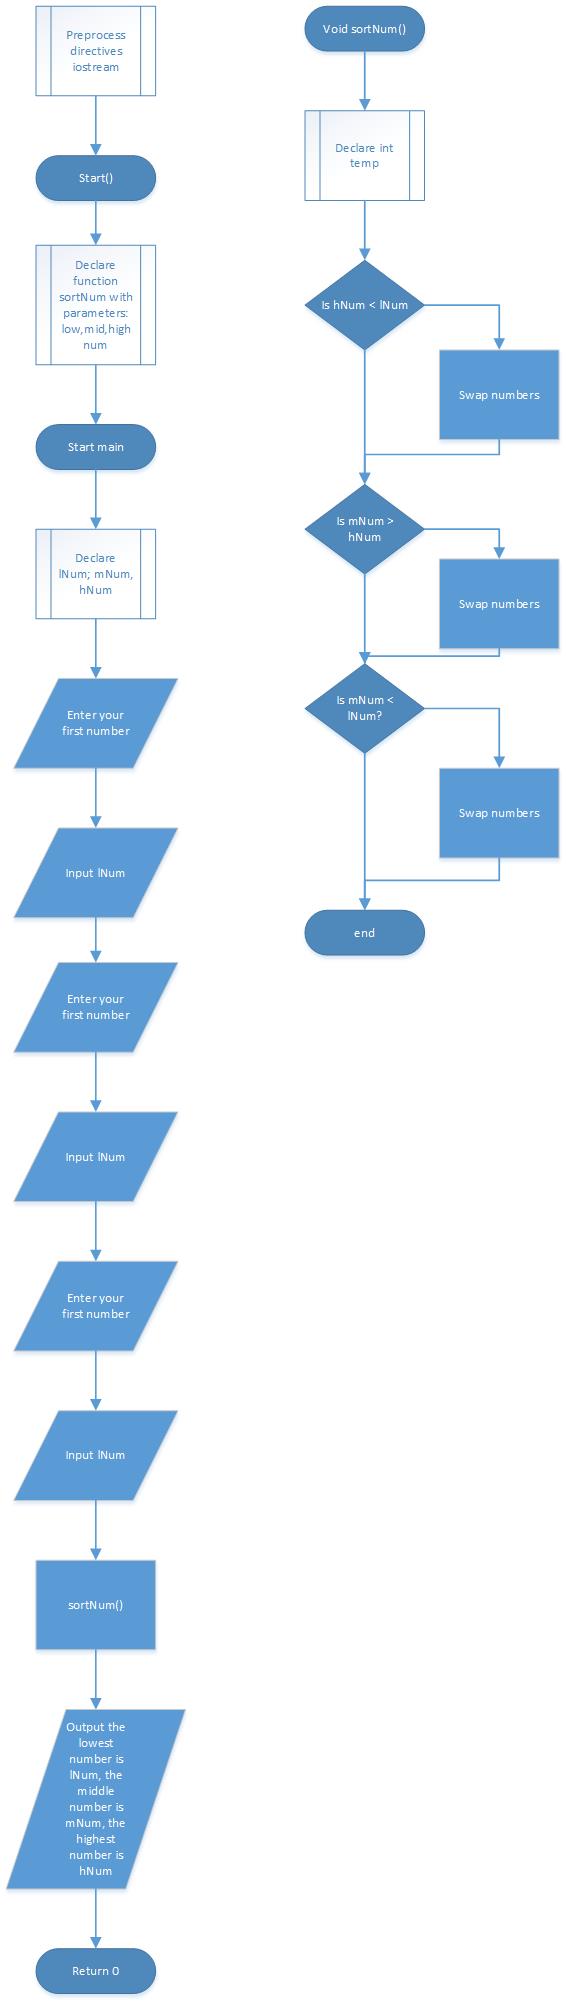 Preprocess
directives
iostream
Start()
Declare
function
sortNum with
parameters:
low,mid,high
num
Start main
Declare
lNum; mNum,
hNum
Enter your
first number
Input lNum
Enter your
first number
Input lNum
Enter your
first number
Input lNum
sortNum()
Output the
lowest
number is
lNum, the
middle
number is
mNum, the
highest
number is
hNum
Return 0
Void sortNum()
Declare int
temp
Is hNum < lNum
Swap numbers
Is mNum >
hNum
Swap numbers
Is mNum <
lNum?
Swap numbers
end